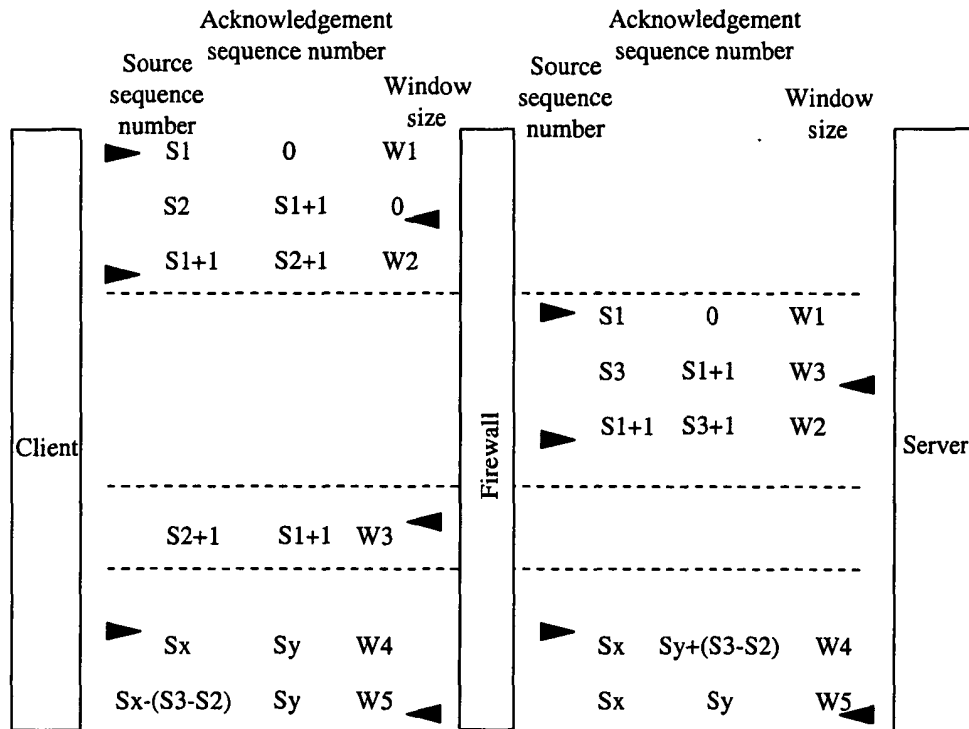 Acknowledgement
sequence number
Acknowledgement
sequence number
Source
sequence
number
Window
size
Source
sequence
number
Window
size
S1 0 W1
S2 S1+1 0
S1+1 S2+1 W2
S1 0 W1
S3 S1+1 W3
S1+1 S3+1 W2
Client
Firewall
Server
S2+1 S1+1 W3
Sx Sy W4
Sx Sy+(S3-S2) W4
Sx-(S3-S2) Sy W5
Sx Sy W5